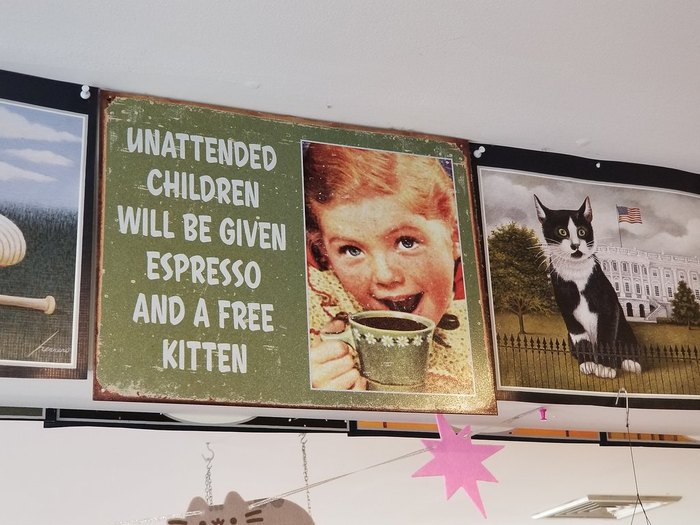 UNATTENDED
CHILDREN
WILL BE GIVEN
ESPRESSO
AND A FREE
KITTEN